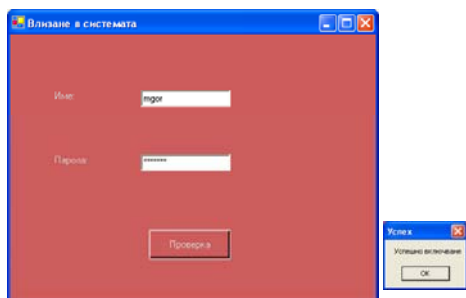 Влизане в системата
Име:
mgor
Парола:
*******
Проверка
Успех
Успешно включване
OK